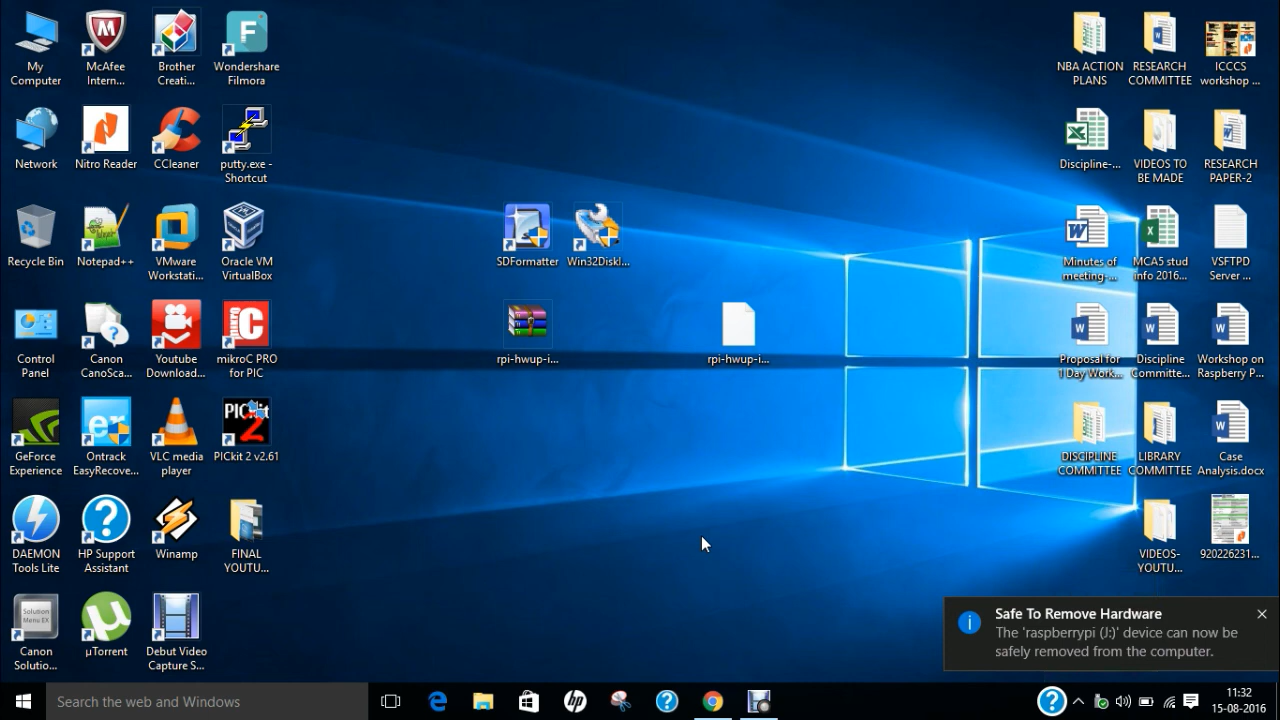 My
Computer
McAfee
Intern...
Brother
Creati...
Wondershare
Filmora
Network
Nitro Reader
CCleaner
putty.exe -
Shortcut
Recycle Bin
Notepad++
VMware
Workstati...
Oracle VM
VirtualBox
Control
Panel
Canon
CanoSca...
Youtube
Download...
mikroC PRO
for PIC
GeForce
Experience
Ontrack
EasyRecove...
VLC media
player
PICkit 2 v2.61
DAEMON
Tools Lite
HP Support
Assistant
Winamp
FINAL
YOUTU...
Solution
Menu EX
Canon
Solutio...
µTorrent
Debut Video
Capture S...
SDFormatter
Win32DiskI...
rpi-hwup-i...
rpi-hwup-i...
NBA ACTION
PLANS
RESEARCH
COMMITTEE
ICCCS
workshop ...
Discipline-...
VIDEOS TO
BE MADE
RESEARCH
PAPER-2
Minutes of
meeting-...
MCA5 stud
info 2016...
VSFTPD
Server ...
Proposal for
1 Day Work...
Discipline
Committe...
Workshop on
Raspberry P...
DISCIPLINE
COMMITTEE
LIBRARY
COMMITTEE
Case
Analysis.docx
VIDEOS-
YOUTU...
920226231...
Safe To Remove Hardware
The 'raspberrypi (J:)' device can now be
safely removed from the computer.
Search the web and Windows
11:32
15-08-2016